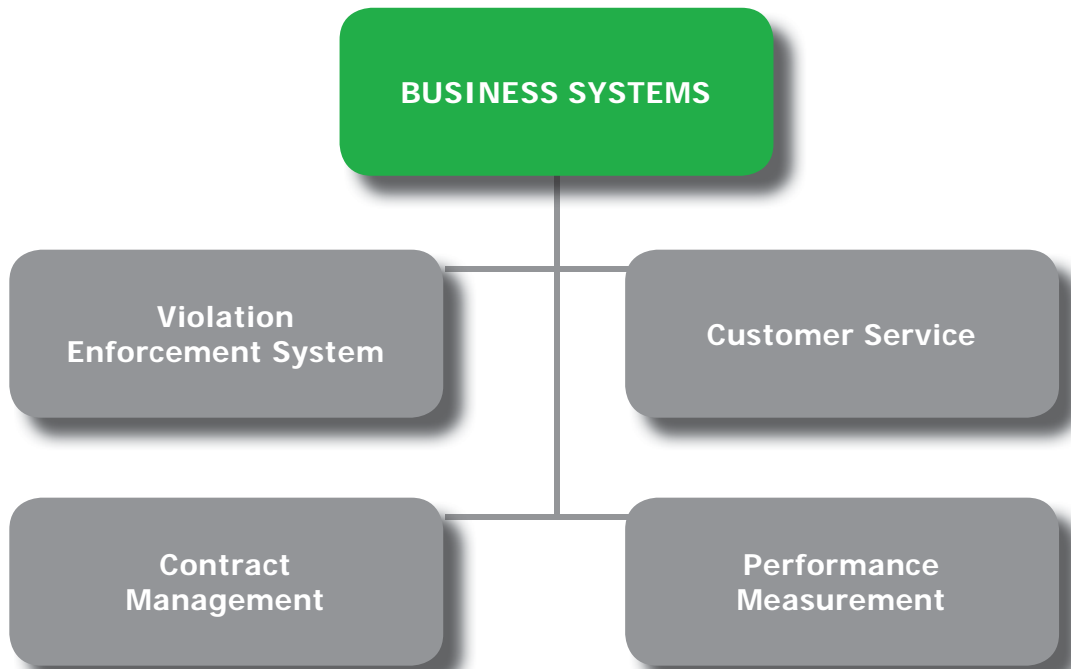 BUSINESS SYSTEMS
Violation
Enforcement System
Customer Service
Contract
Management
Performance
Measurement